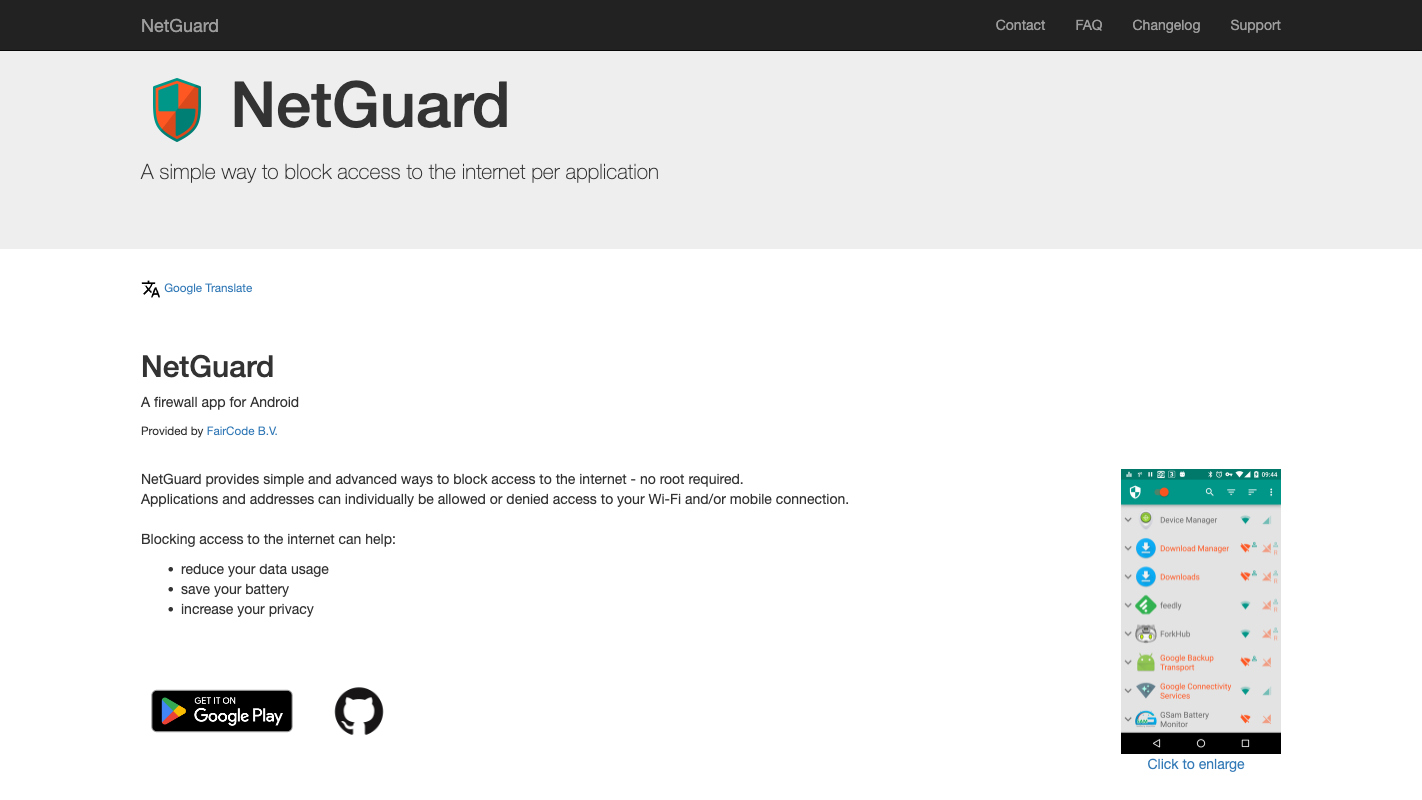 NetGuard
Contact
FAQ
Changelog
Support
NetGuard
A simple way to block access to the internet per application
Google Translate
NetGuard
A firewall app for Android
Provided by FairCode B.V.
NetGuard provides simple and advanced ways to block access to the internet - no root required.
Applications and addresses can individually be allowed or denied access to your Wi-Fi and/or mobile connection.
Blocking access to the internet can help:
• reduce your data usage
• save your battery
• increase your privacy
GET IT ON
Google Play
09:44
Device Manager
Download Manager
Downloads
feedly
ForkHub
Google Backup
Transport
Google Connectivity
Services
GSam Battery
Monitor
Click to enlarge